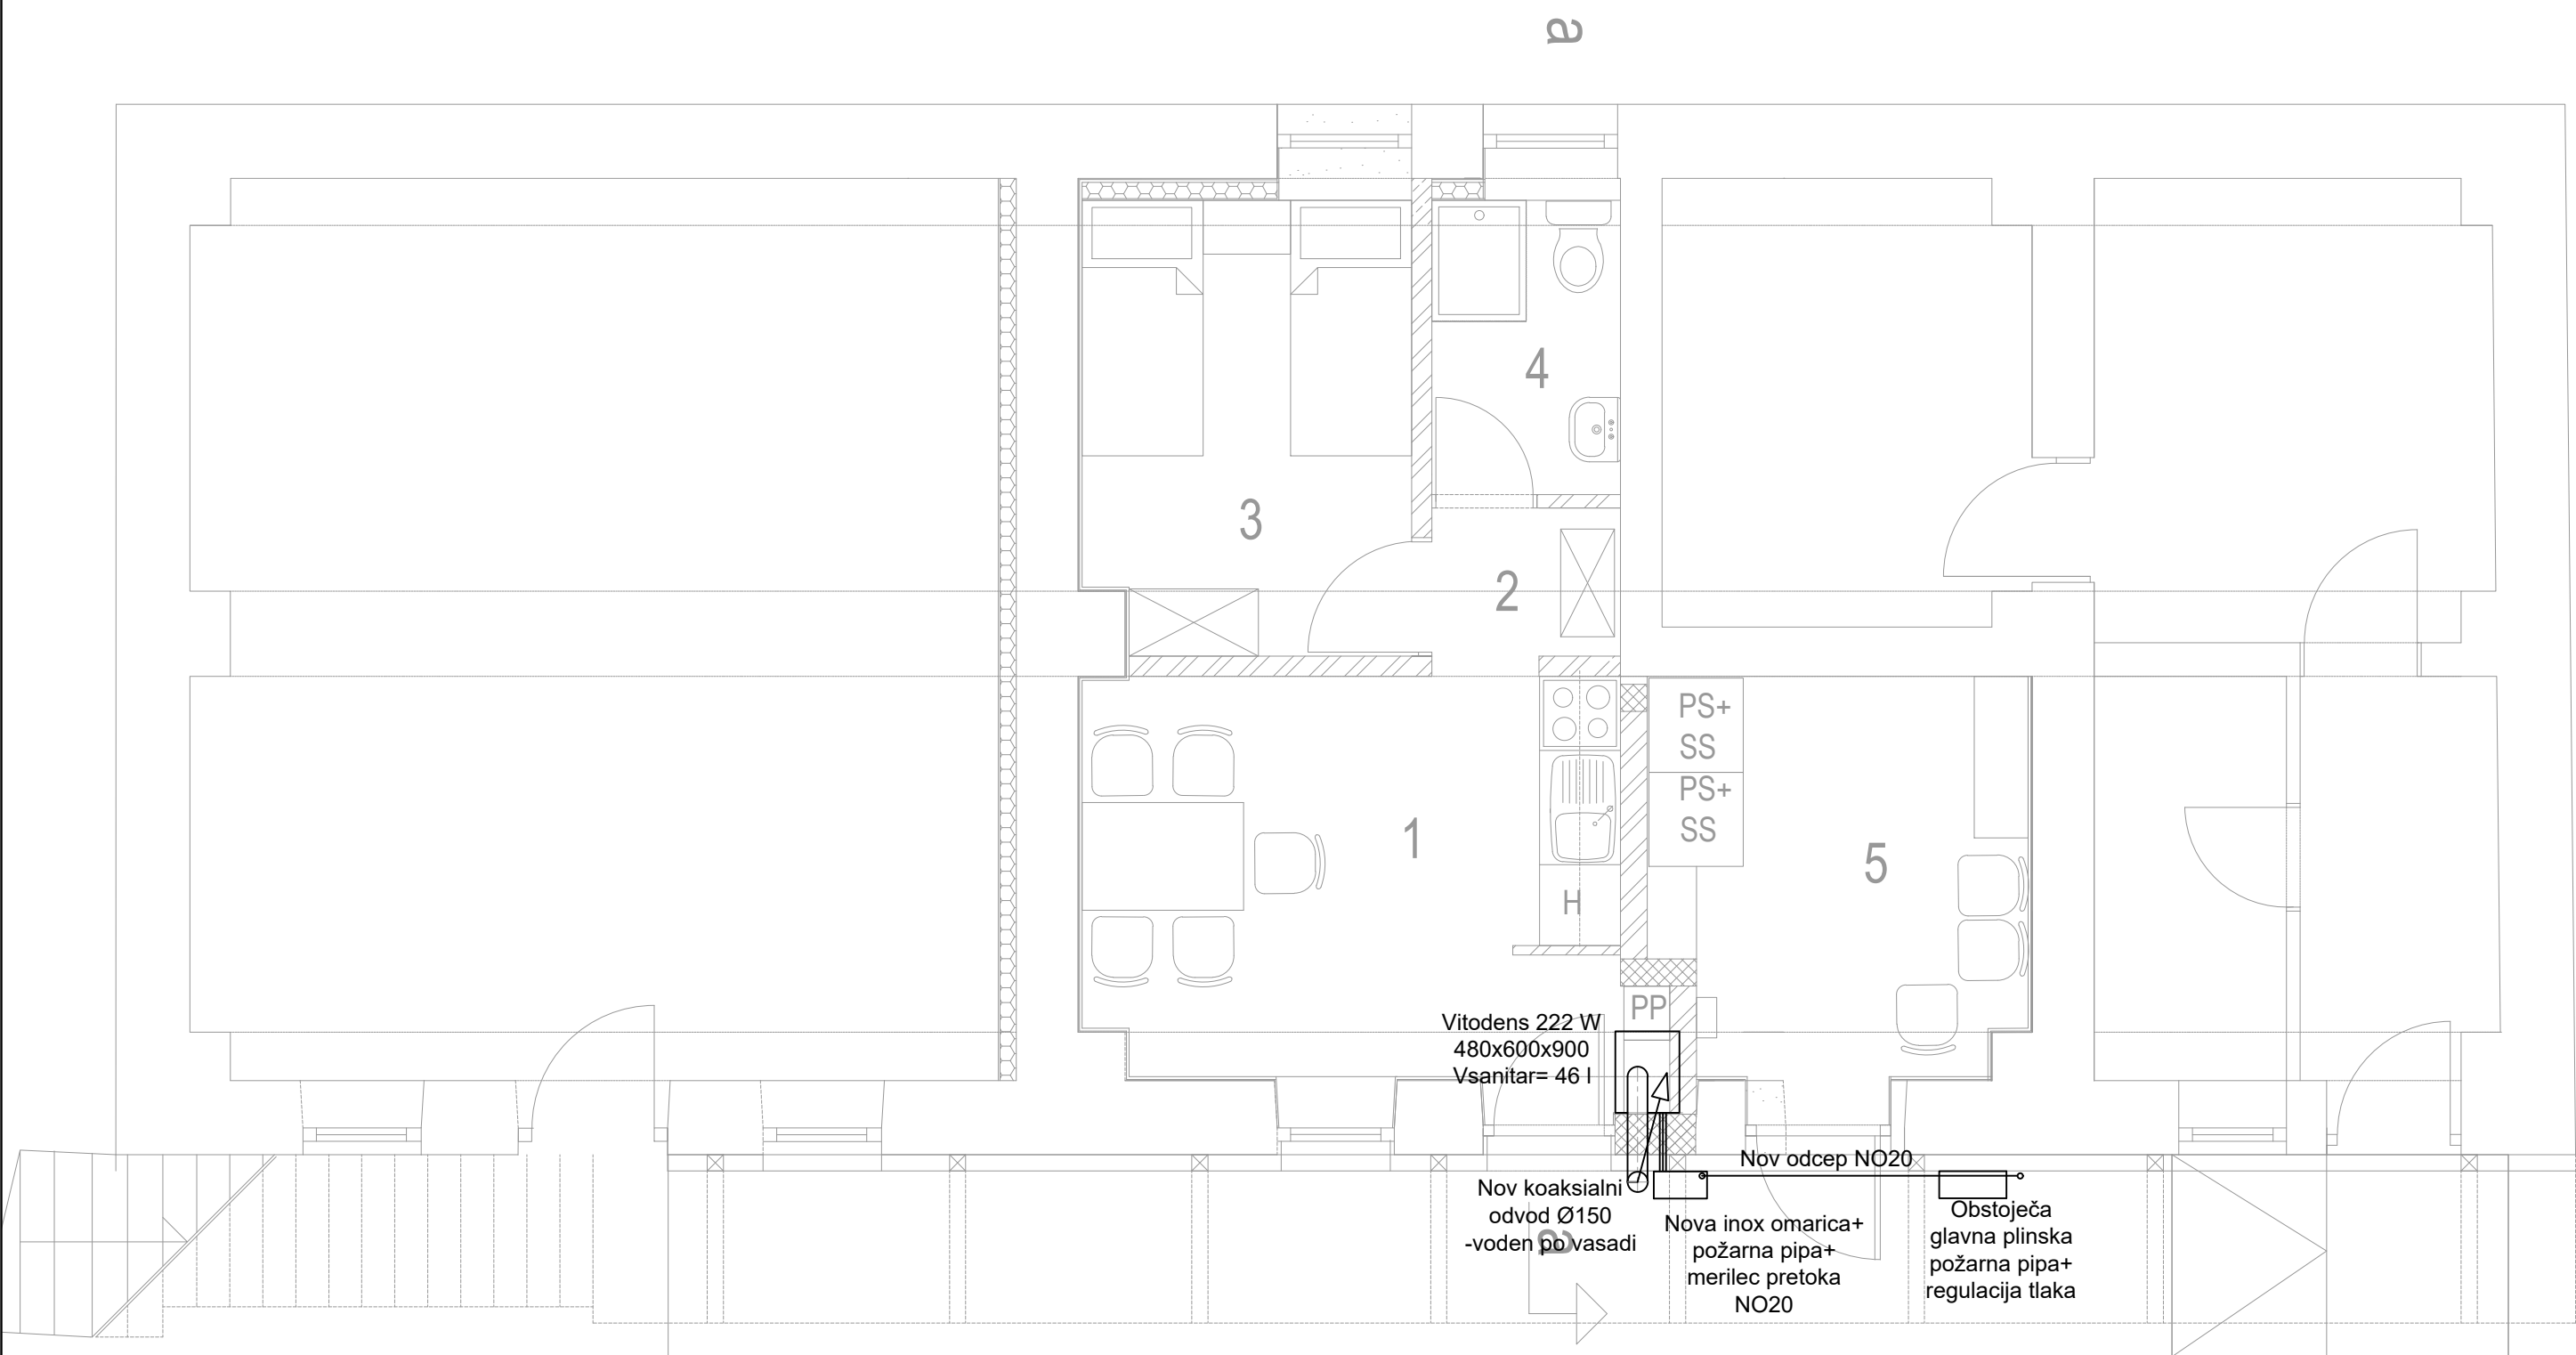 a
4
3
2
PS+
SS
PS+
SS
1
5
H
PP
Vitodens 222 W
480x600x900
Vsanitar= 46 l
Nov odcep NO20
Nov koaksialni
odvod Ø150
-voden po vasadi
a
Nova inox omarica+
požarna pipa+
merilec pretoka
NO20
Obstoječa
glavna plinska
požarna pipa+
regulacija tlaka